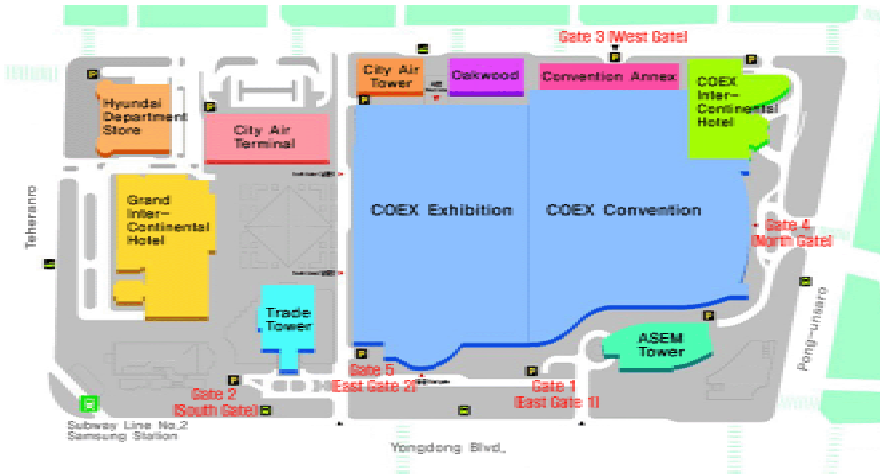 Gate 3 (West Gate)
City Air
Tower
Oakwood
Convention Annex
COEX
Inter-
Continental
Hotel
Hyundai
Department
Store
City Air
Terminal
Grand
Inter-
Continental
Hotel
COEX Exhibition
COEX Convention
Teheranro
Gate 4
(North Gate)
Trade
Tower
ASEM
Tower
Pong-unsaro
Gate 5
(East Gate 2)
Gate 2
(South Gate)
Gate 1
(East Gate 1)
Subway Line No.2
Samsung Station
Yongdong Blvd.
P
P
P
P
P
P
P
P
P
P